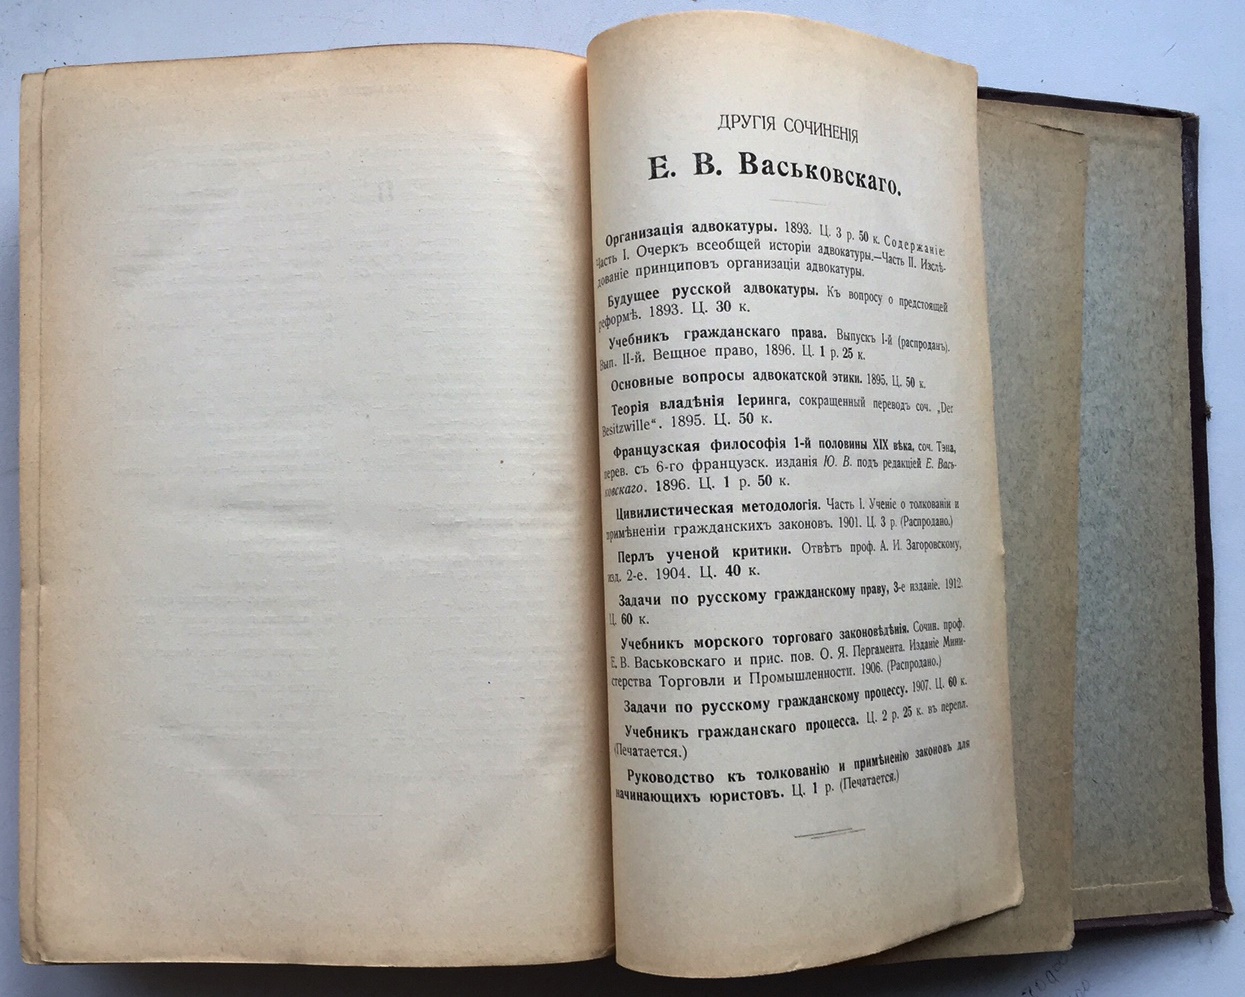 ДРУГІЯ СОЧИНЕНІЯ
Е. В. Васьковскаго.
Организація адвокатуры. 1893. Ц. 3 р. 50 к. Содержаніе:
Часть I. Очеркъ всеобщей исторіи адвокатуры.—Часть II. Изслѣ-
дованіе принциповъ организаціи адвокатуры.
Будущее русской адвокатуры. Къ вопросу о предстоящей
реформѣ. 1893. Ц. 30 к.
Учебникъ гражданскаго права. Выпускъ I-й (распроданъ).
Вып. II-й. Вещное право, 1896. Ц. 1 р. 25 к.
Основные вопросы адвокатской этики. 1895. Ц. 50 к.
Теорія владѣнія Іеринга, сокращенный переводъ соч. „Der
Besitzwille“. 1895. Ц. 50 к.
Французская философія 1-й половины XIX вѣка, соч. Тэна,
перев. съ 6-го французск. изданія Ю. В. подъ редакціей Е. Вась-
ковскаго. 1896. Ц. 1 р. 50 к.
Цивилистическая методологія. Часть I. Ученіе о толкованіи и
примѣненіи гражданскихъ законовъ. 1901. Ц. 3 р. (Распродано.)
Перлъ ученой критики. Отвѣтъ проф. А. И. Загоровскому,
изд. 2-е. 1904. Ц. 40 к.
Задачи по русскому гражданскому праву, 3-е изданіе. 1912.
Ц. 60 к.
Учебникъ морского торговаго законовѣдѣнія. Сочин. проф.
Е. В. Васьковскаго и прис. пов. О. Я. Пергамента. Изданіе Мини-
стерства Торговли и Промышленности. 1906. (Распродано.)
Задачи по русскому гражданскому процессу. 1907. Ц. 60 к.
Учебникъ гражданскаго процесса. Ц. 2 р. 25 к. въ перепл.
(Печатается.)
Руководство къ толкованію и примѣненію законовъ для
начинающихъ юристовъ. Ц. 1 р. (Печатается.)